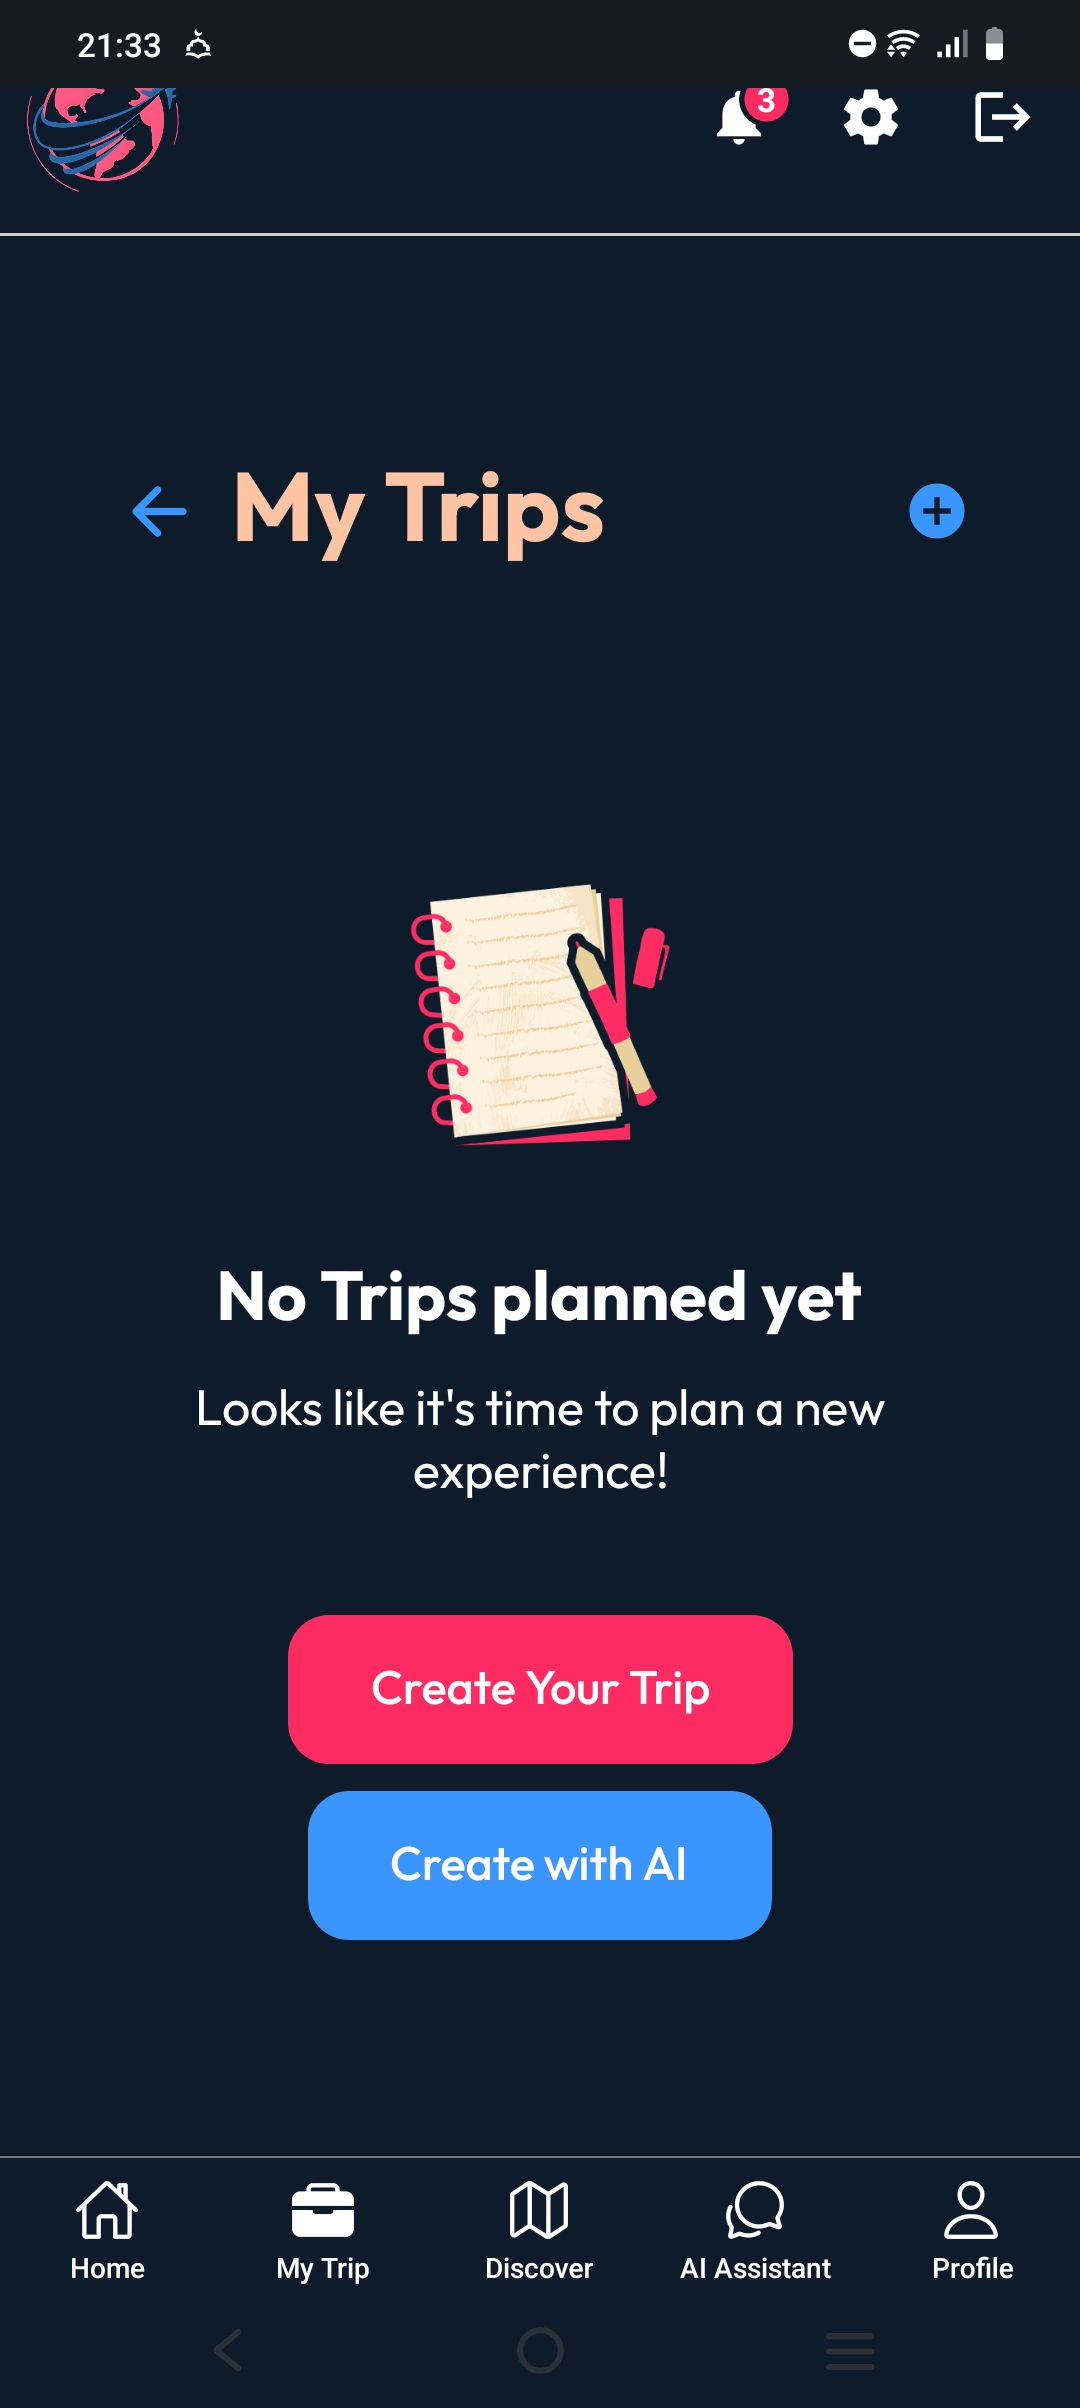 21:33
3
My Trips
No Trips planned yet
Looks like it's time to plan a new
experience!
Create Your Trip
Create with AI
Home
My Trip
Discover
AI Assistant
Profile